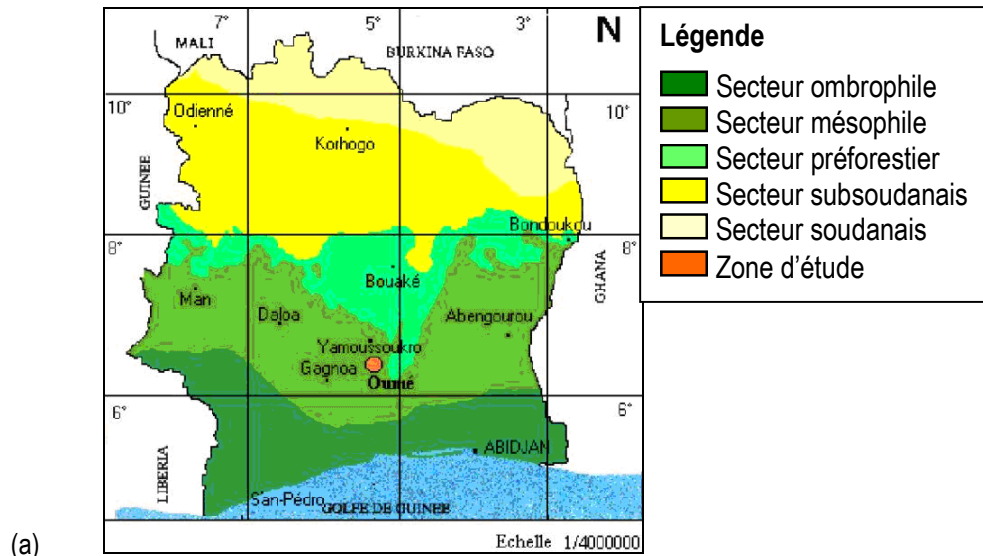 7° 5° 3° N
MALI
BURKINA FASO
10° 10°
Odienné
Korhogo
GUINEE
Bondoukou
8° 8°
Bouaké
GHANA
Man
Daloa
Abengourou
Yamoussokro
Gagnoa
Oumé
6° 6°
ABIDJAN
LIBERIA
San-Pédro
GOLFE DE GUINEE
Echelle 1/4000000
(a)
Légende
Secteur ombrophile
Secteur mésophile
Secteur préforestier
Secteur subsoudanais
Secteur soudanais
Zone d'étude